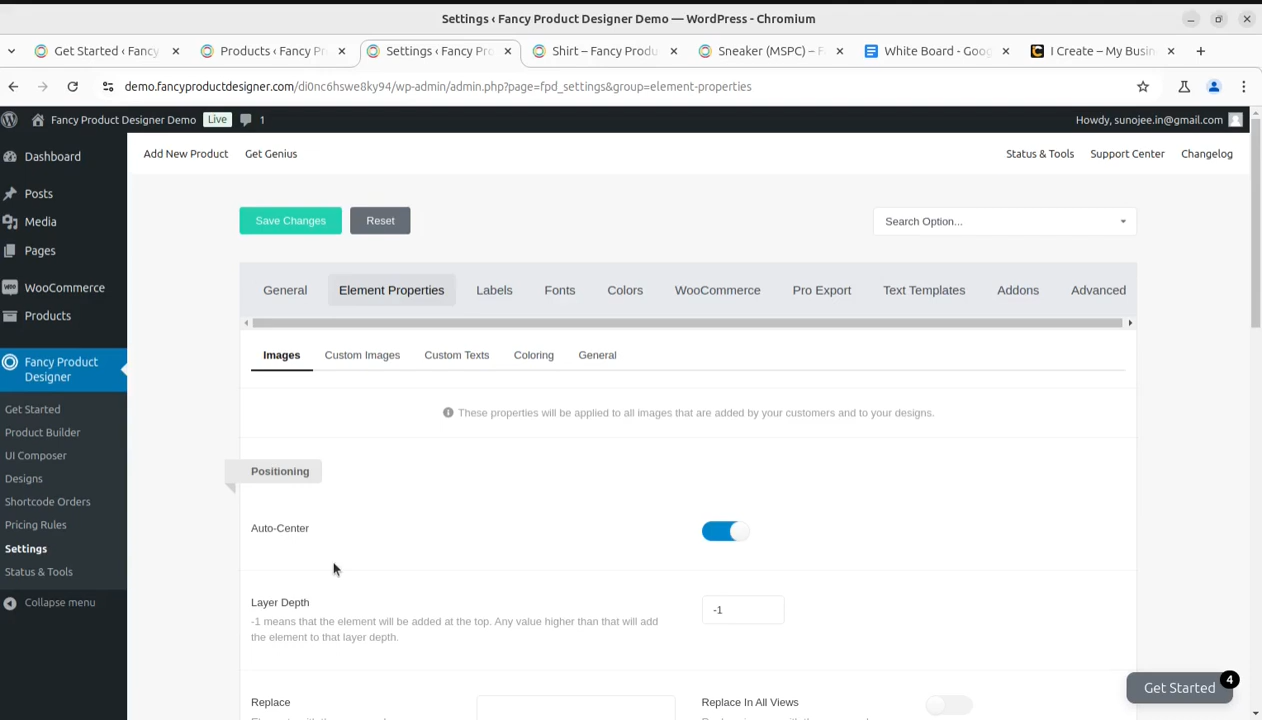 Settings ‹ Fancy Product Designer Demo — WordPress - Chromium
Get Started ‹ Fancy
Products ‹ Fancy Pr
Settings ‹ Fancy Pro
Shirt – Fancy Produ
Sneaker (MSPC) – F
White Board - Goog
I Create – My Busin
demo.fancyproductdesigner.com/di0nc6hswe8ky94/wp-admin/admin.php?page=fpd_settings&group=element-properties
Fancy Product Designer Demo Live 1
Howdy, sunojee.in@gmail.com
Dashboard
Posts
Media
Pages
WooCommerce
Products
Fancy Product
Designer
Get Started
Product Builder
UI Composer
Designs
Shortcode Orders
Pricing Rules
Settings
Status & Tools
Collapse menu
Add New Product Get Genius
Status & Tools Support Center Changelog
Save Changes Reset
Search Option...
General Element Properties Labels Fonts Colors WooCommerce Pro Export Text Templates Addons Advanced
Images Custom Images Custom Texts Coloring General
These properties will be applied to all images that are added by your customers and to your designs.
Positioning
Auto-Center
Layer Depth
-1 means that the element will be added at the top. Any value higher than that will add
the element to that layer depth.
-1
Replace
Replace In All Views
Get Started 4